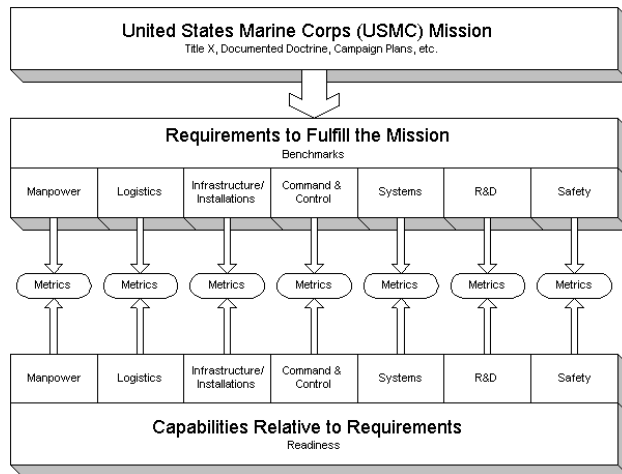 United States Marine Corps (USMC) Mission
Title X, Documented Doctrine, Campaign Plans, etc.
Requirements to Fulfill the Mission
Benchmarks
Manpower
Logistics
Infrastructure/
Installations
Command &
Control
Systems
R&D
Safety
Metrics
Metrics
Metrics
Metrics
Metrics
Metrics
Metrics
Manpower
Logistics
Infrastructure/
Installations
Command &
Control
Systems
R&D
Safety
Capabilities Relative to Requirements
Readiness